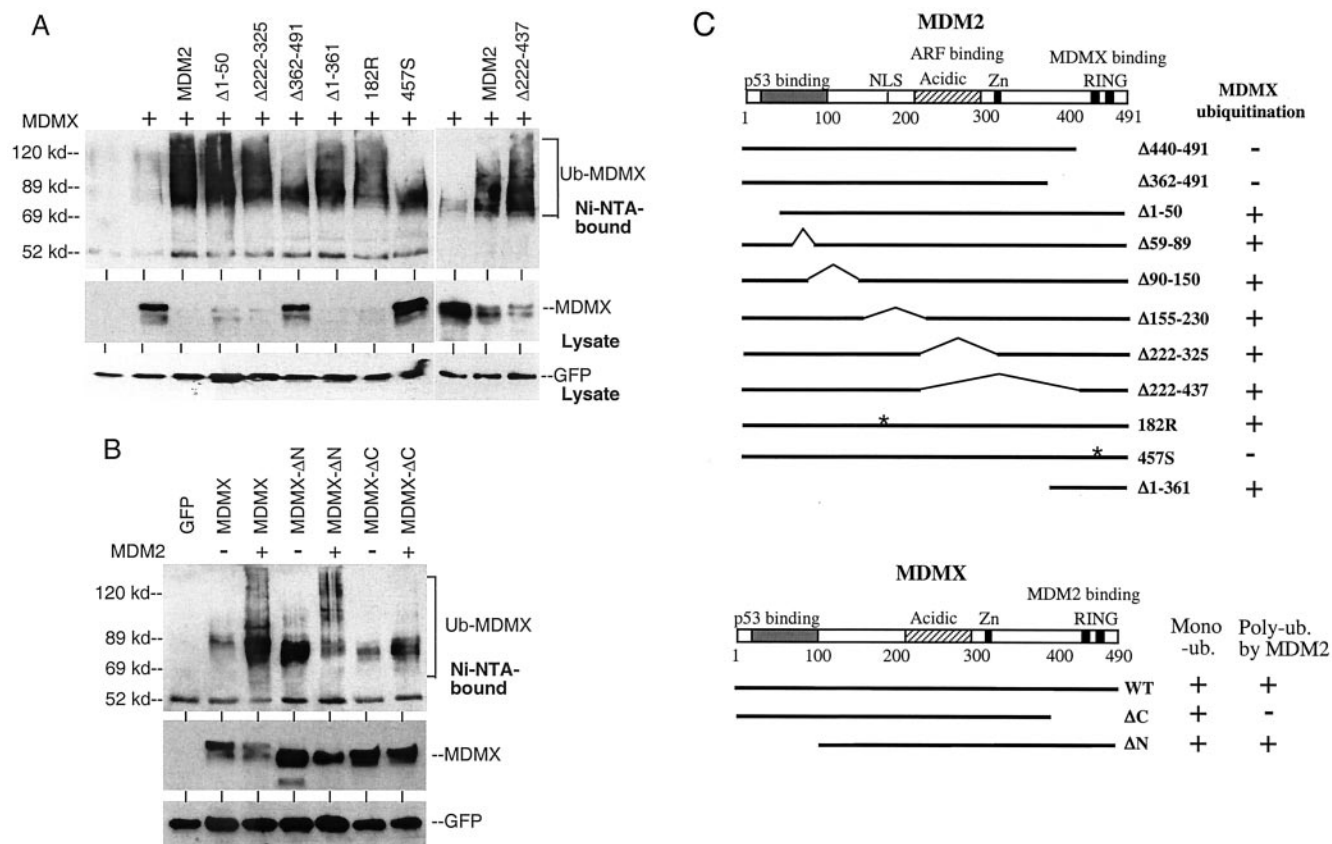 A
MDM2
Δ1-50
Δ222-325
Δ362-491
Δ1-361
182R
457S
MDM2
Δ222-437
MDMX + + + + + + + + + + +
120 kd--
89 kd--
69 kd--
52 kd--
Ub-MDMX
Ni-NTA-
bound
--MDMX
Lysate
--GFP
Lysate
B
GFP
MDMX
MDMX
MDMX-ΔN
MDMX-ΔN
MDMX-ΔC
MDMX-ΔC
MDM2 - + - + - +
120 kd--
89 kd--
69 kd--
52 kd--
Ub-MDMX
Ni-NTA-
bound
--MDMX
--GFP
C
MDM2
ARF binding
MDMX binding
p53 binding NLS Acidic Zn RING
1 100 200 300 400 491
MDMX
ubiquitination
Δ440-491 -
Δ362-491 -
Δ1-50 +
Δ59-89 +
Δ90-150 +
Δ155-230 +
Δ222-325 +
Δ222-437 +
* 182R +
* 457S -
Δ1-361 +
MDMX
MDM2 binding
p53 binding Acidic Zn RING
1 100 200 300 400 490
Mono
-ub.
Poly-ub.
by MDM2
WT + +
ΔC + -
ΔN + +